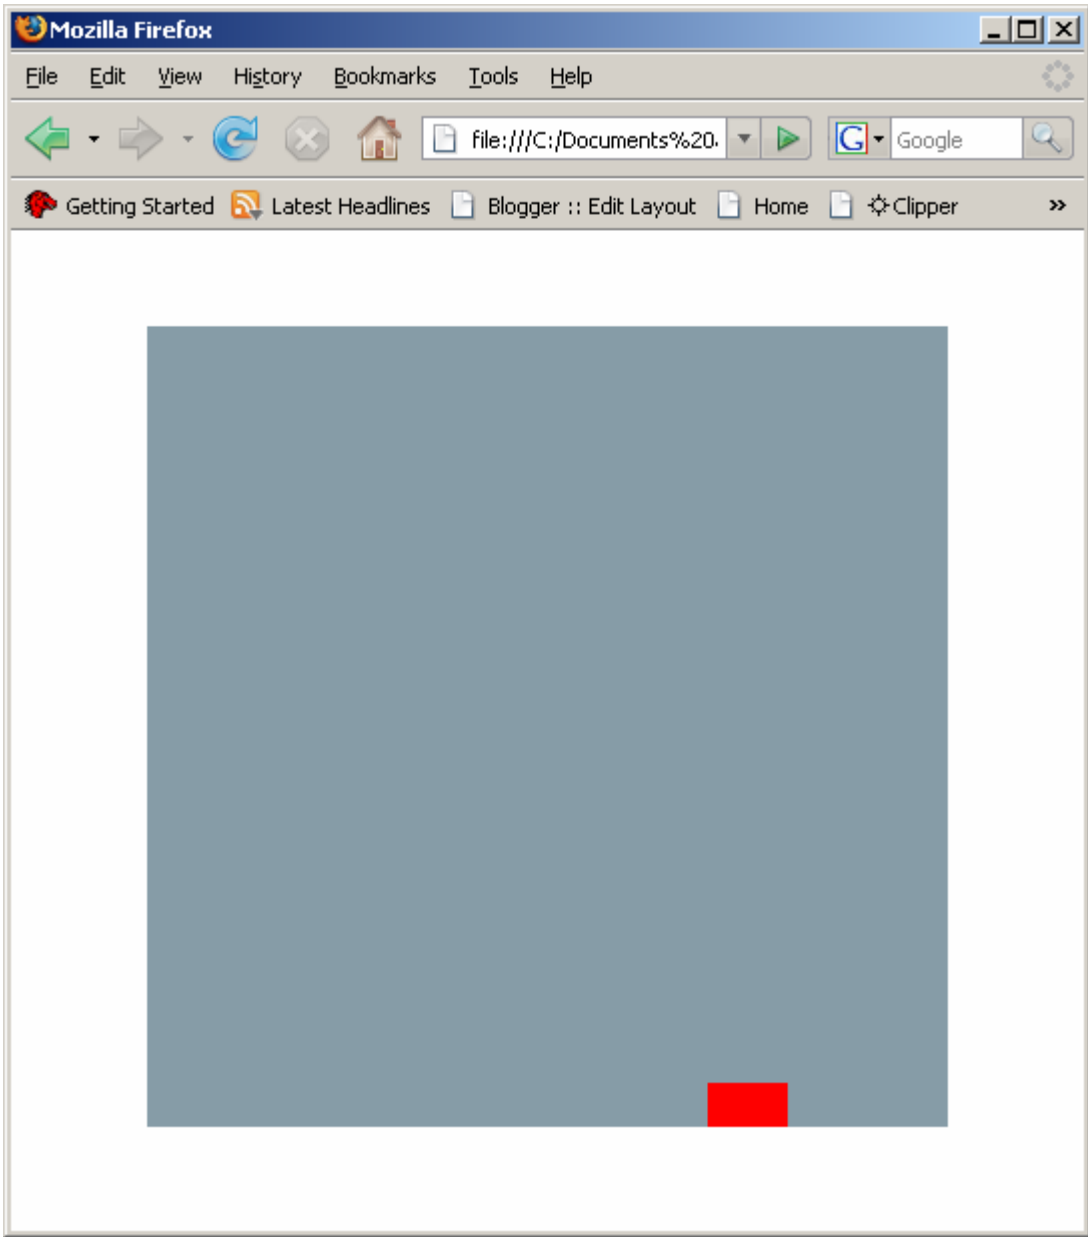 Mozilla Firefox
File Edit View History Bookmarks Tools Help
file:///C:/Documents%20. G Google
Getting Started Latest Headlines Blogger :: Edit Layout Home Clipper »